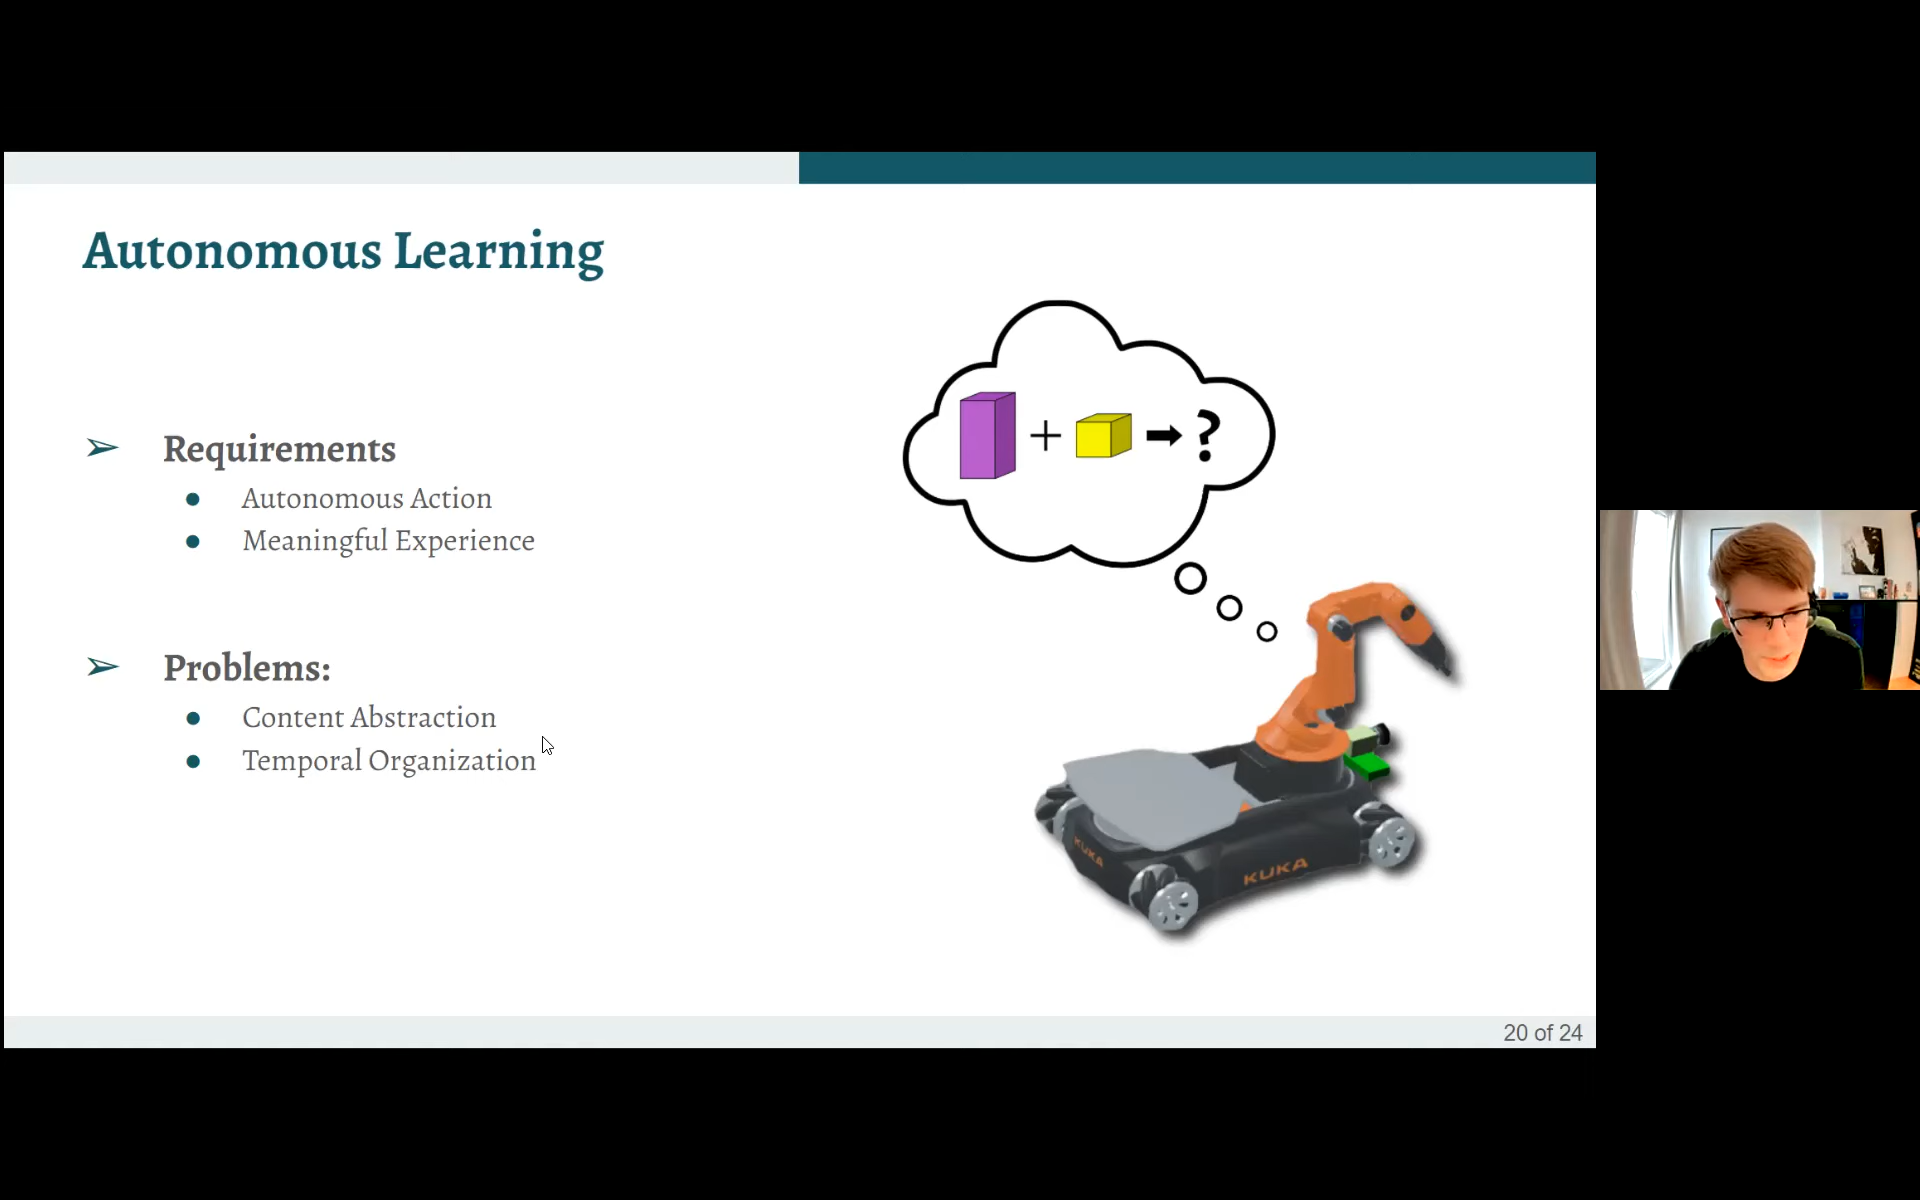 Autonomous Learning
➢ Requirements
● Autonomous Action
● Meaningful Experience
➢ Problems:
● Content Abstraction
● Temporal Organization
+ ?
KUKA
KUKA
20 of 24